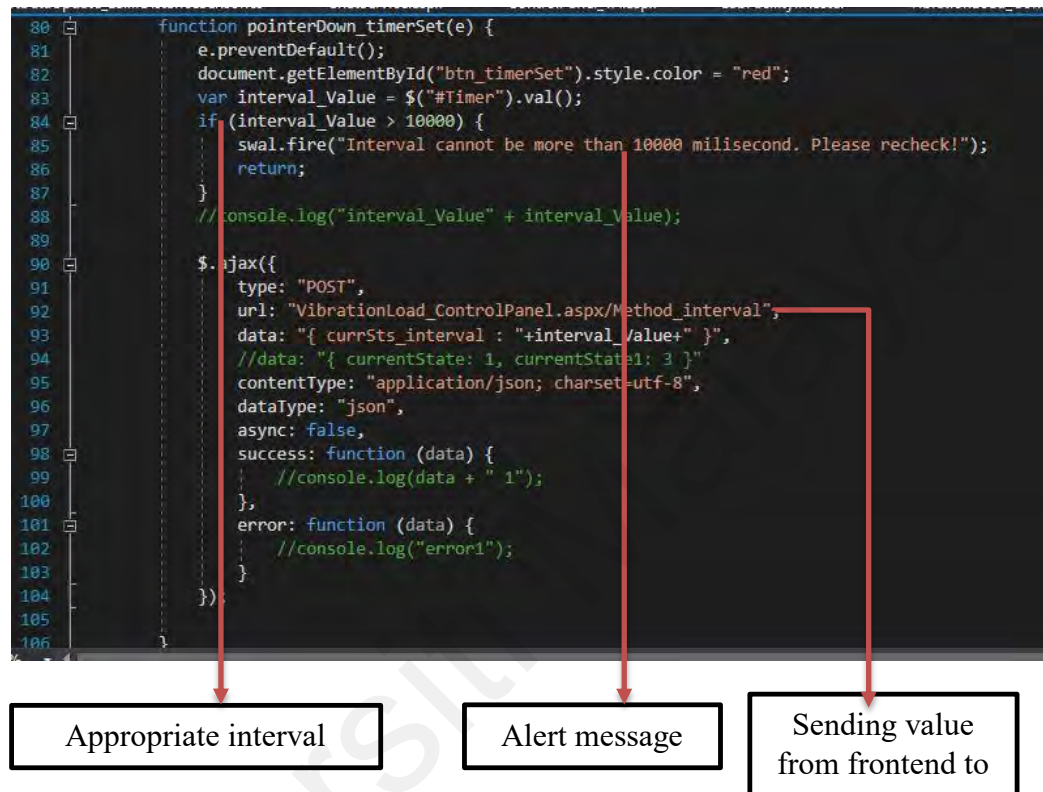 80 function pointerDown_timerSet(e) {
81 e.preventDefault();
82 document.getElementById("btn_timerSet").style.color = "red";
83 var interval_Value = $("#Timer").val();
84 if (interval_Value > 10000) {
85 swal.fire("Interval cannot be more than 10000 milisecond. Please recheck!");
86 return;
87 }
88 //console.log("interval_Value" + interval_Value);
89
90 $.ajax({
91 type: "POST",
92 url: "VibrationLoad_ControlPanel.aspx/Method_interval",
93 data: "{ currSts_interval : "+interval_Value+" }",
94 //data: "{ currentState: 1, currentState1: 3 }"
95 contentType: "application/json; charset=utf-8",
96 dataType: "json",
97 async: false,
98 success: function (data) {
99 //console.log(data + " 1");
100 },
101 error: function (data) {
102 //console.log("error1");
103 }
104 });
105
106 }
Appropriate interval
Alert message
Sending value
from frontend to